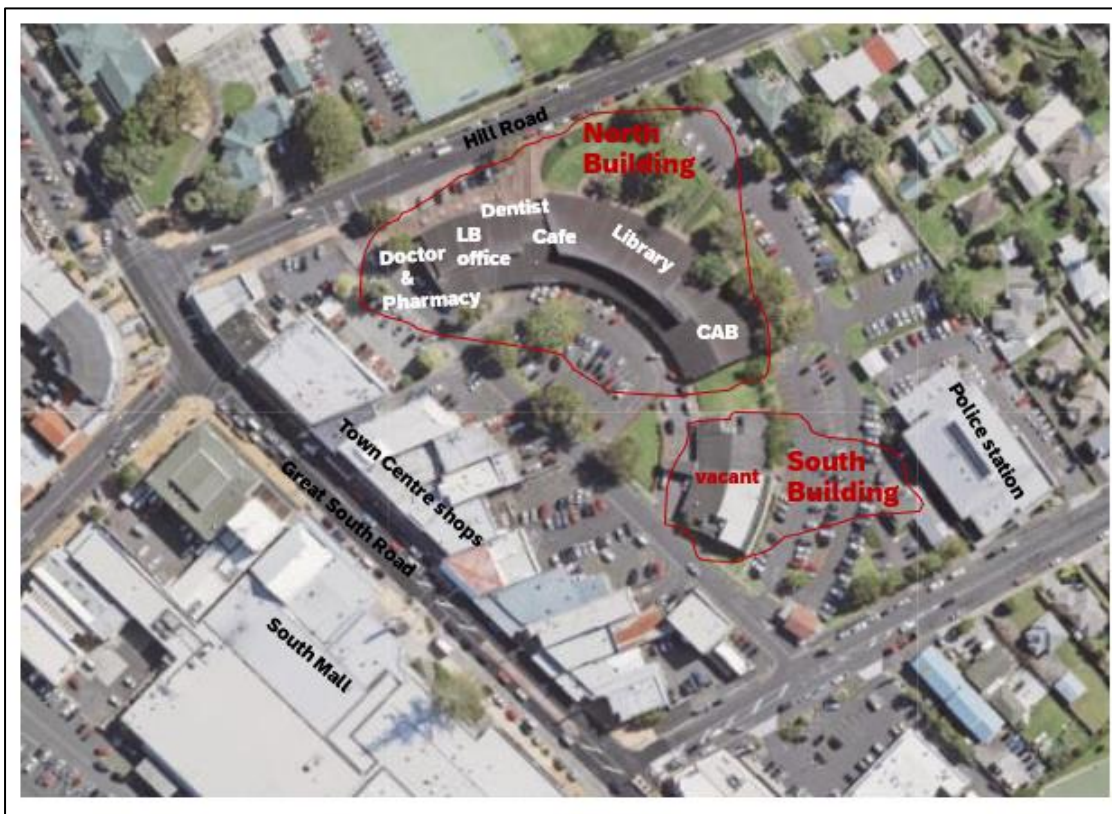 Hill Road
North
Building
Dentist
LB
office
Cafe
Library
Doctor
&
Pharmacy
CAB
Town Centre shops
Great South Road
South Mall
vacant
South
Building
Police station